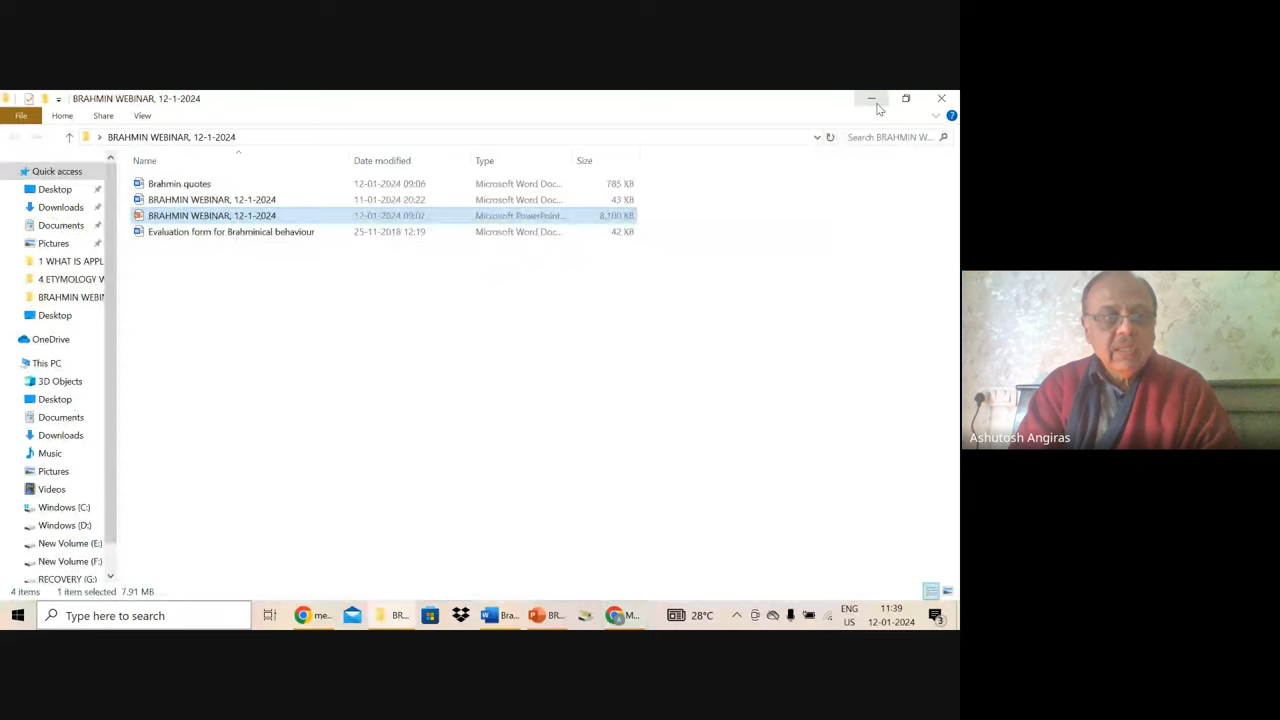 BRAHMIN WEBINAR, 12-1-2024
File Home Share View
BRAHMIN WEBINAR, 12-1-2024 Search BRAHMIN W...
Name Date modified Type Size
Brahmin quotes 12-01-2024 09:06 Microsoft Word Doc... 785 KB
BRAHMIN WEBINAR, 12-1-2024 11-01-2024 20:22 Microsoft Word Doc... 43 KB
BRAHMIN WEBINAR, 12-1-2024 12-01-2024 09:07 Microsoft PowerPoint... 8,100 KB
Evaluation form for Brahminical behaviour 25-11-2018 12:19 Microsoft Word Doc... 42 KB
Quick access
Desktop
Downloads
Documents
Pictures
1 WHAT IS APPL
4 ETYMOLOGY W
BRAHMIN WEBIN
Desktop
OneDrive
This PC
3D Objects
Desktop
Documents
Downloads
Music
Pictures
Videos
Windows (C:)
Windows (D:)
New Volume (E:)
New Volume (F:)
RECOVERY (G:)
4 items 1 item selected 7.91 MB
Type here to search
me...
BR...
Bra...
BR...
M...
28°C
ENG
US
11:39
12-01-2024
3
Ashutosh Angiras